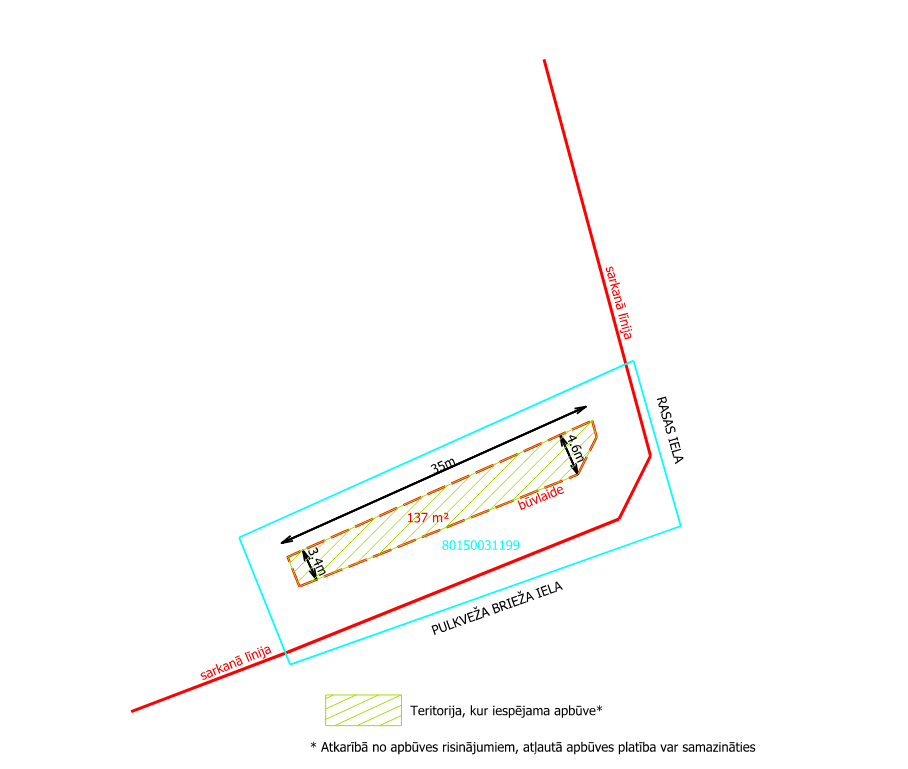 sarkanā līnija
RASAS IELA
4,6m
35m
būvlaide
137 m²
80150031199
3,4m
PULKVEŽA BRIEŽA IELA
sarkanā līnija
Teritorija, kur iespējama apbūve*
* Atkarībā no apbūves risinājumiem, atļautā apbūves platība var samazināties